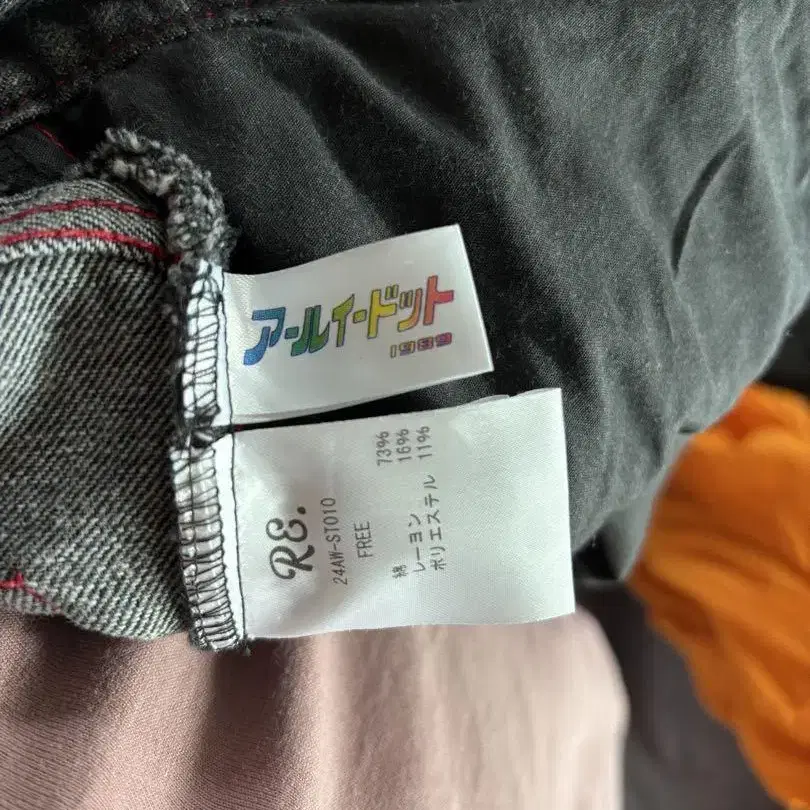 アールイードット
1989
RE.
24AW-ST010
FREE
綿 73%
レーヨン 16%
ポリエステル 11%